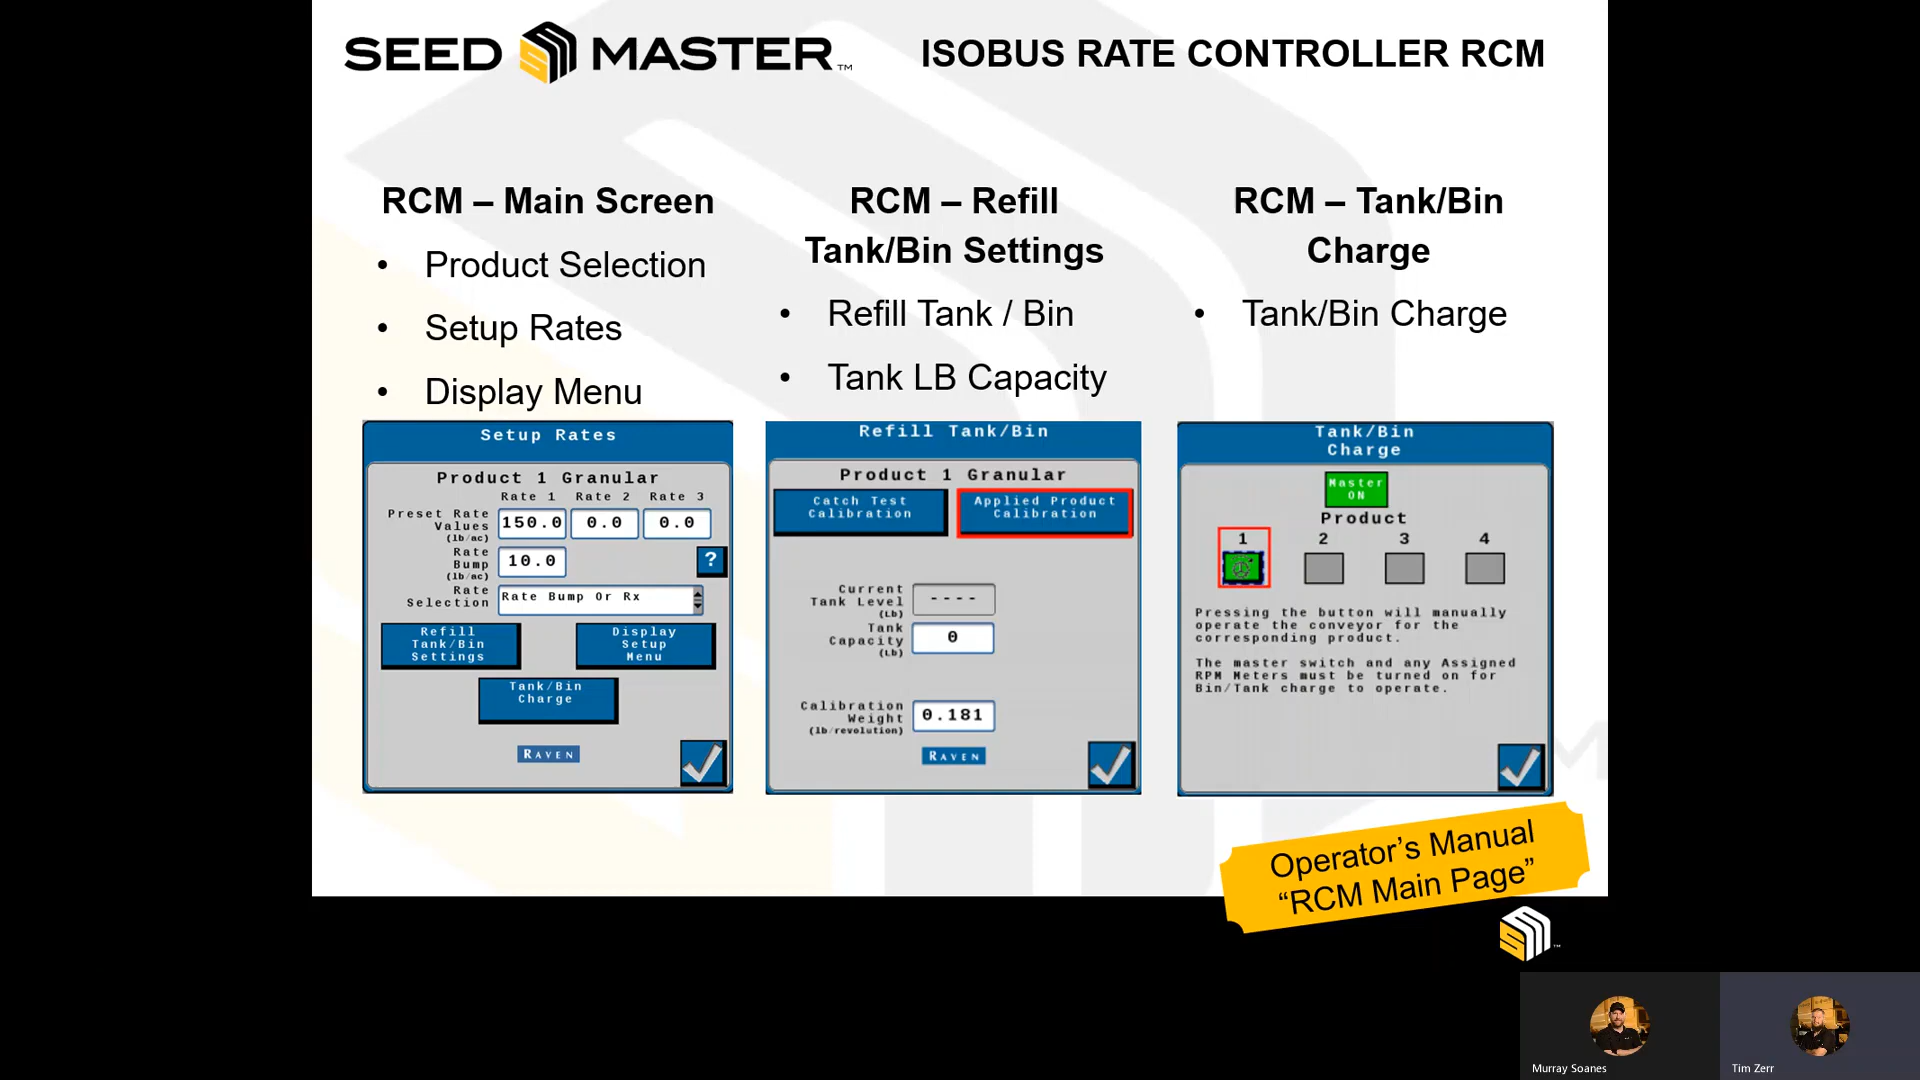 SEED MASTER™
ISOBUS RATE CONTROLLER RCM
RCM – Main Screen
• Product Selection
• Setup Rates
• Display Menu
RCM – Refill
Tank/Bin Settings
• Refill Tank / Bin
• Tank LB Capacity
RCM – Tank/Bin
Charge
• Tank/Bin Charge
Setup Rates
Product 1 Granular
Rate 1 Rate 2 Rate 3
Preset Rate
Values
(lb/ac)
150.0 0.0 0.0
Rate
Bump
(lb/ac)
10.0
?
Rate
Selection
Rate Bump Or Rx
Refill
Tank/Bin
Settings
Display
Setup
Menu
Tank/Bin
Charge
RAVEN
Refill Tank/Bin
Product 1 Granular
Catch Test
Calibration
Applied Product
Calibration
Current
Tank Level
(Lb)
----
Tank
Capacity
(Lb)
0
Calibration
Weight
(lb/revolution)
0.181
RAVEN
Tank/Bin
Charge
Master
ON
Product
1 2 3 4
Pressing the button will manually
operate the conveyor for the
corresponding product.
The master switch and any Assigned
RPM Meters must be turned on for
Bin/Tank charge to operate.
Operator’s Manual
“RCM Main Page”
Murray Soanes
Tim Zerr